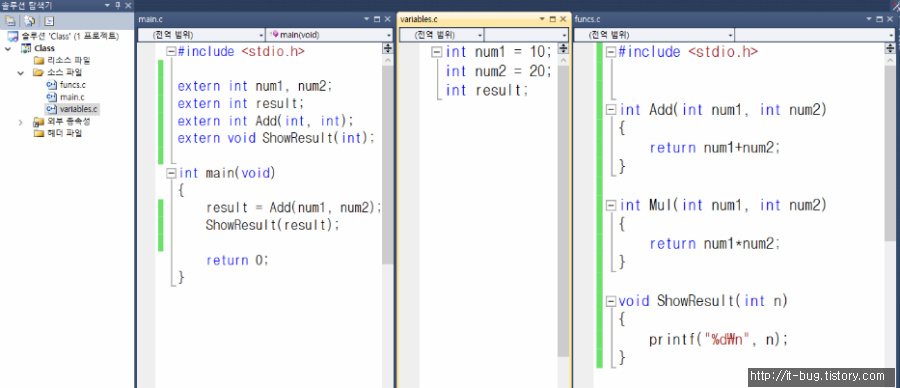 솔루션 탐색기
솔루션 'Class' (1 프로젝트)
Class
리소스 파일
소스 파일
funcs.c
main.c
variables.c
외부 종속성
헤더 파일
main.c
(전역 범위)
main(void)
#include <stdio.h>
extern int num1, num2;
extern int result;
extern int Add(int, int);
extern void ShowResult(int);
int main(void)
{
result = Add(num1, num2);
ShowResult(result);
return 0;
}
variables.c
(전역 범위)
int num1 = 10;
int num2 = 20;
int result;
funcs.c
(전역 범위)
#include <stdio.h>
int Add(int num1, int num2)
{
return num1+num2;
}
int Mul(int num1, int num2)
{
return num1*num2;
}
void ShowResult(int n)
{
printf("%d₩n", n);
}
http://it-bug.tistory.com